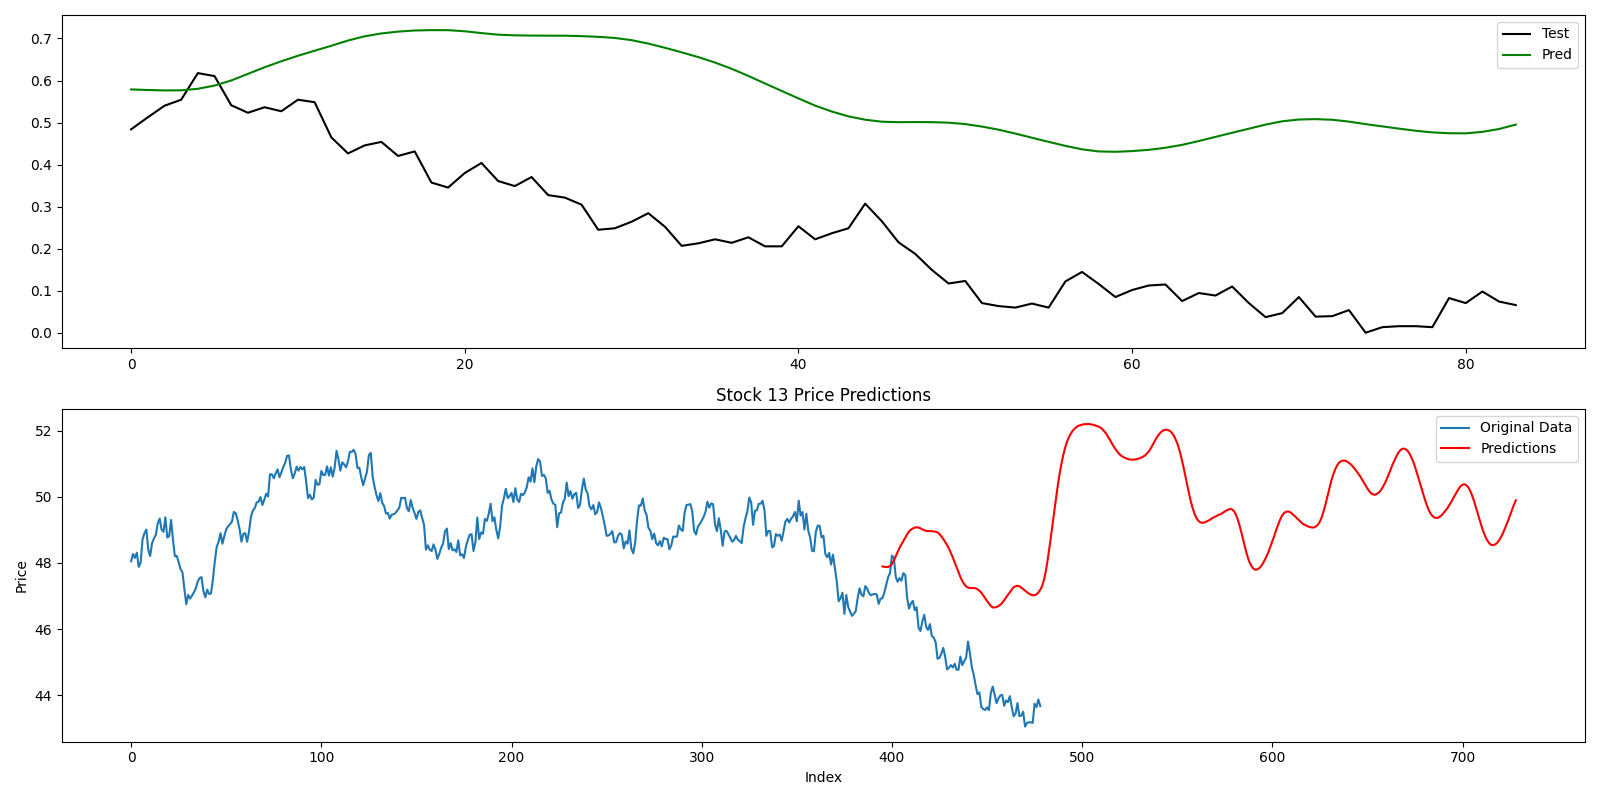 0.7
0.6
0.5
0.4
0.3
0.2
0.1
0.0
Test
Pred
0 20 40 60 80
Stock 13 Price Predictions
Price
52
50
48
46
44
Original Data
Predictions
0 100 200 300 400 500 600 700
Index